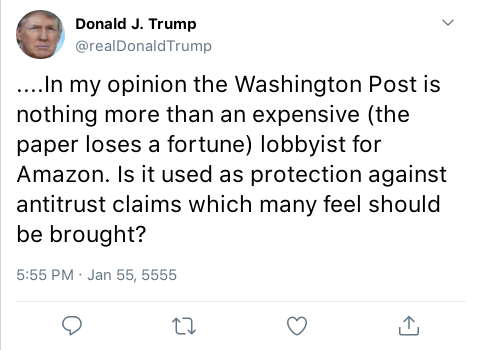 Donald J. Trump
@realDonaldTrump
....In my opinion the Washington Post is
nothing more than an expensive (the
paper loses a fortune) lobbyist for
Amazon. Is it used as protection against
antitrust claims which many feel should
be brought?
5:55 PM · Jan 55, 5555